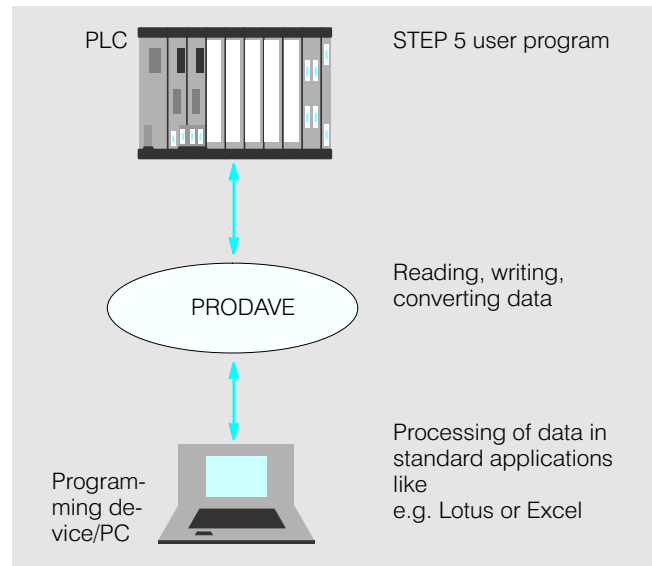 PLC
STEP 5 user program
PRODAVE
Reading, writing,
converting data
Program-
ming de-
vice/PC
Processing of data in
standard applications
like
e.g. Lotus or Excel